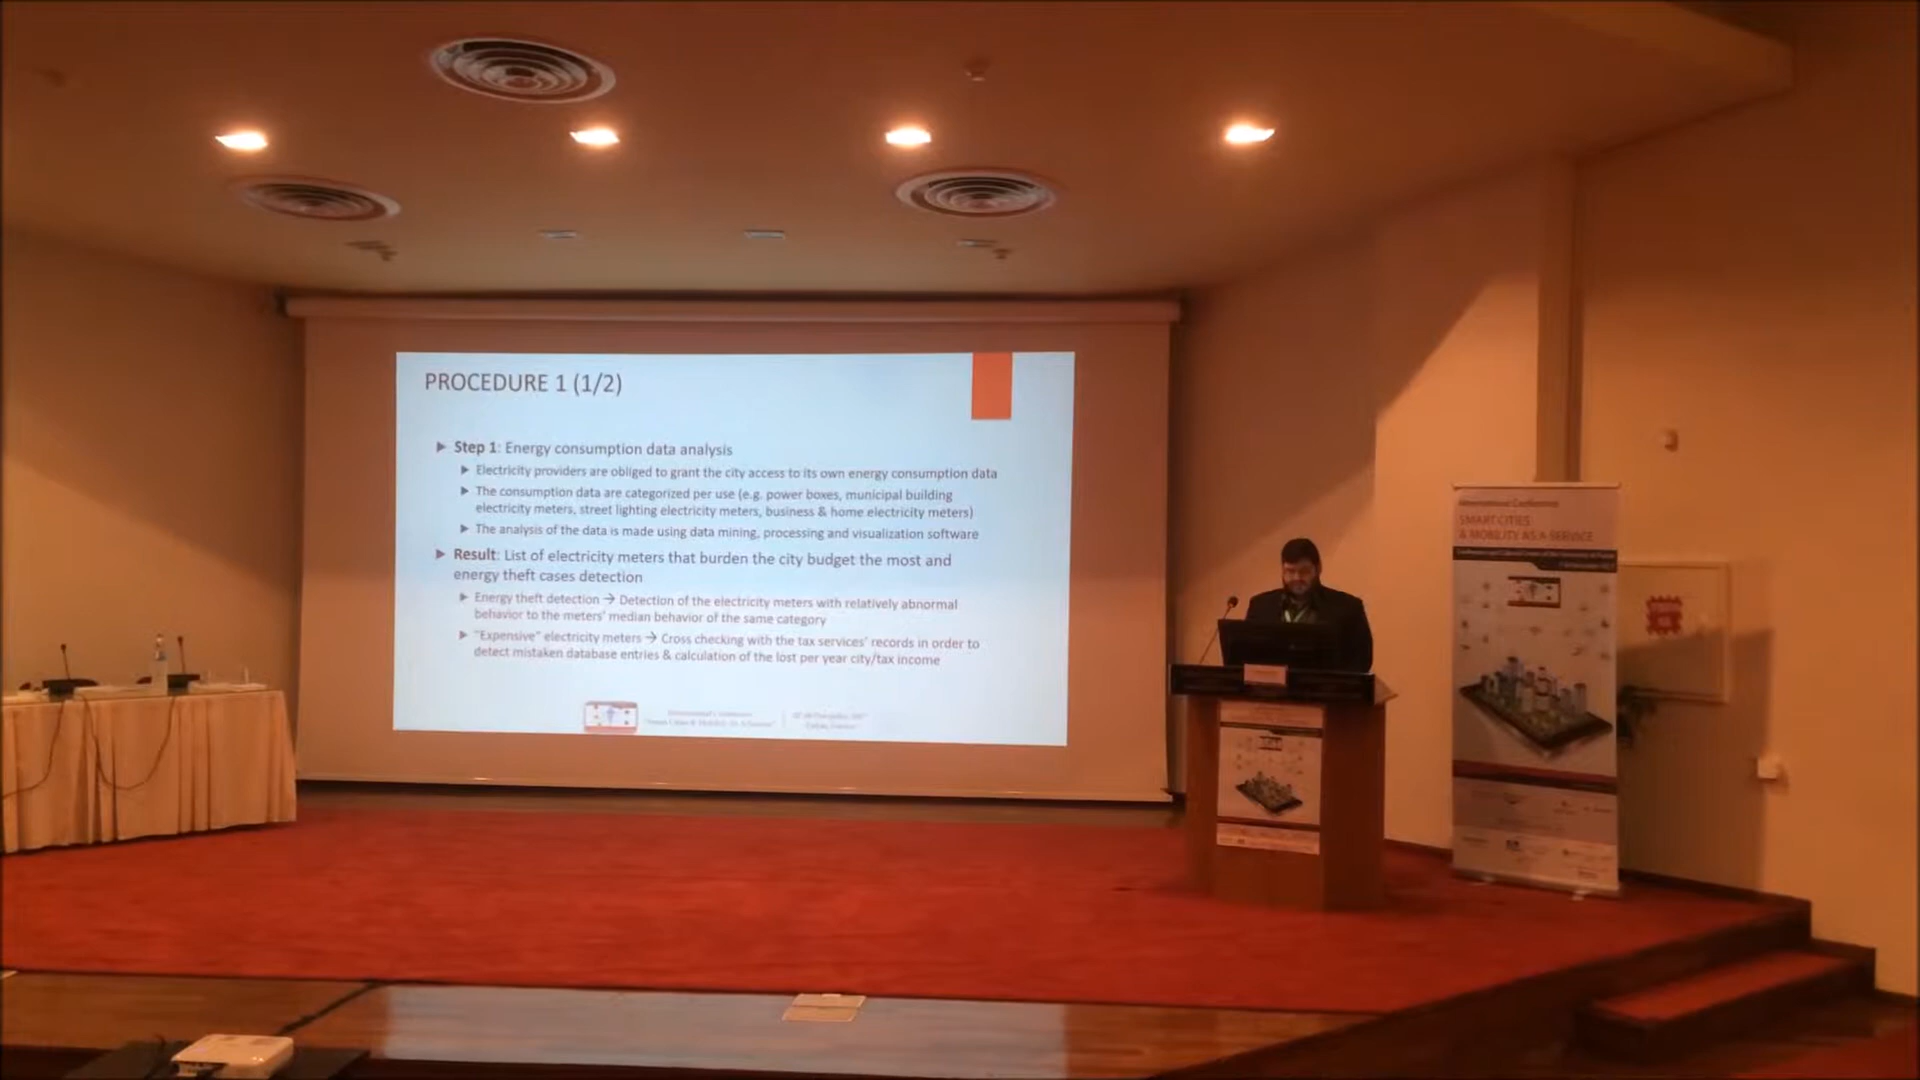 PROCEDURE 1 (1/2)
Step 1: Energy consumption data analysis
Electricity providers are obliged to grant the city access to its own energy consumption data
The consumption data are categorized per use (e.g. power boxes, municipal building
electricity meters, street lighting electricity meters, business & home electricity meters)
The analysis of the data is made using data mining, processing and visualization software
Result: List of electricity meters that burden the city budget the most and
energy theft cases detection
Energy theft detection → Detection of the electricity meters with relatively abnormal
behavior to the meters' median behavior of the same category
"Expensive" electricity meters → Cross checking with the tax services' records in order to
detect mistaken database entries & calculation of the lost per year city/tax income
International Conference
SMART CITIES
& MOBILITY AS A SERVICE